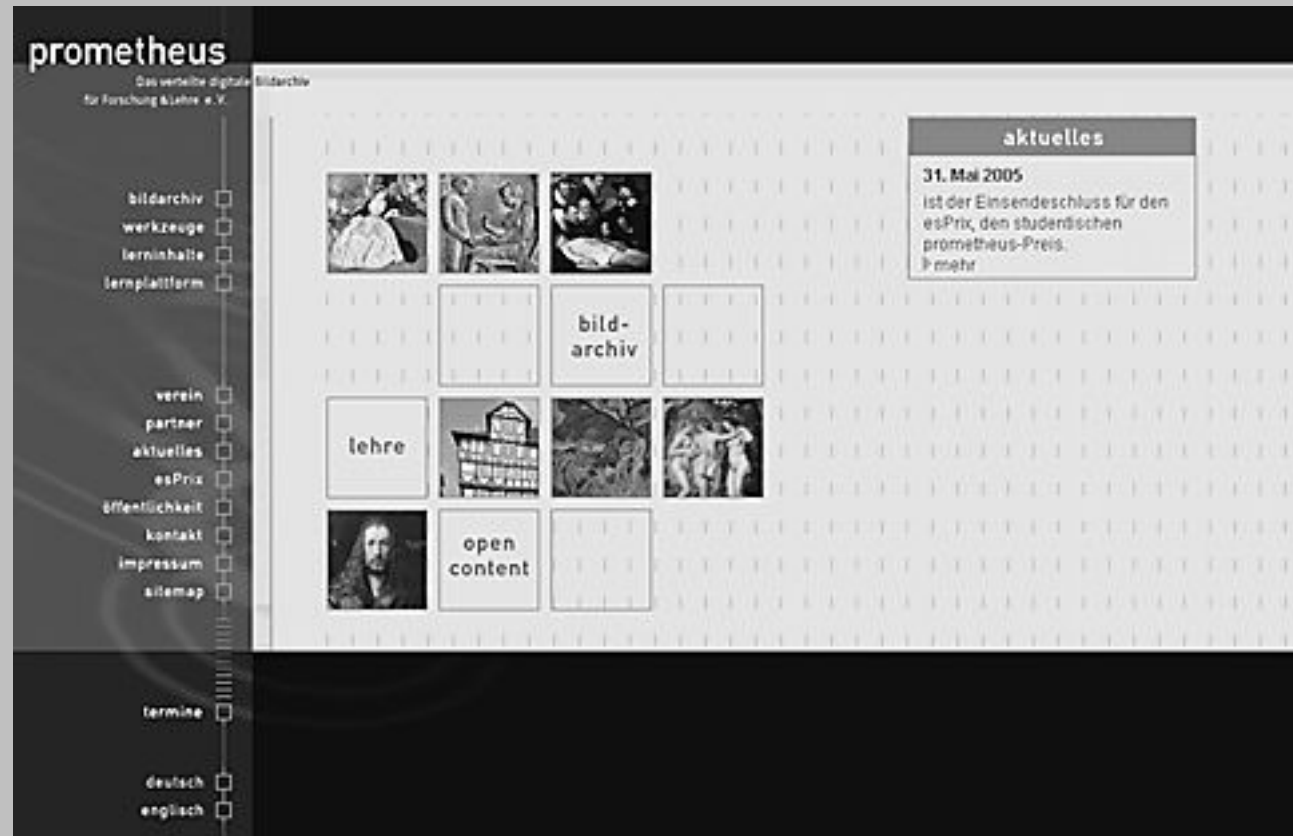 prometheus
Das verteilte digitale Bildarchiv
für Forschung & Lehre e.V.
bildarchiv
werkzeuge
lerninhalte
lernplattform
verein
partner
aktuelles
esPrix
öffentlichkeit
kontakt
impressum
sitemap
termine
deutsch
englisch
bild-
archiv
lehre
open
content
aktuelles
31. Mai 2005
ist der Einsendeschluss für den
esPrix, den studentischen
prometheus-Preis.
mehr